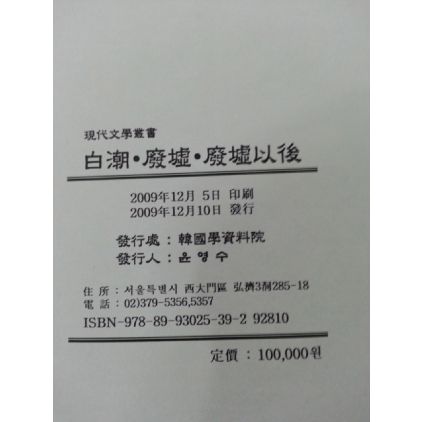 現代文學叢書
白潮·廢墟·廢墟以後
2009年12月 5日 印刷
2009年12月10日 發行
發行處 : 韓國學資料院
發行人 : 윤 영 수
住 所 : 서울특별시 西大門區 弘濟3洞285-18
電 話 : 02)379-5356,5357
ISBN-978-89-93025-39-2 92810
定價 : 100,000원